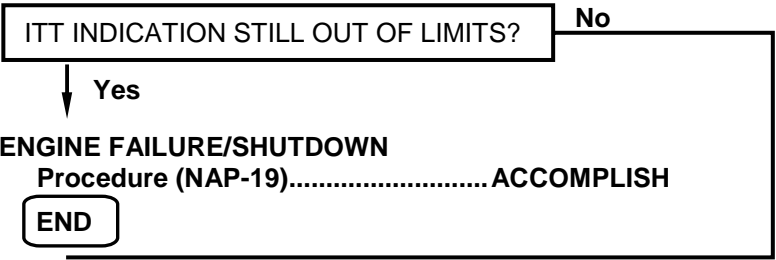 ITT INDICATION STILL OUT OF LIMITS?
No
Yes
ENGINE FAILURE/SHUTDOWN
Procedure (NAP-19)...........................ACCOMPLISH
END